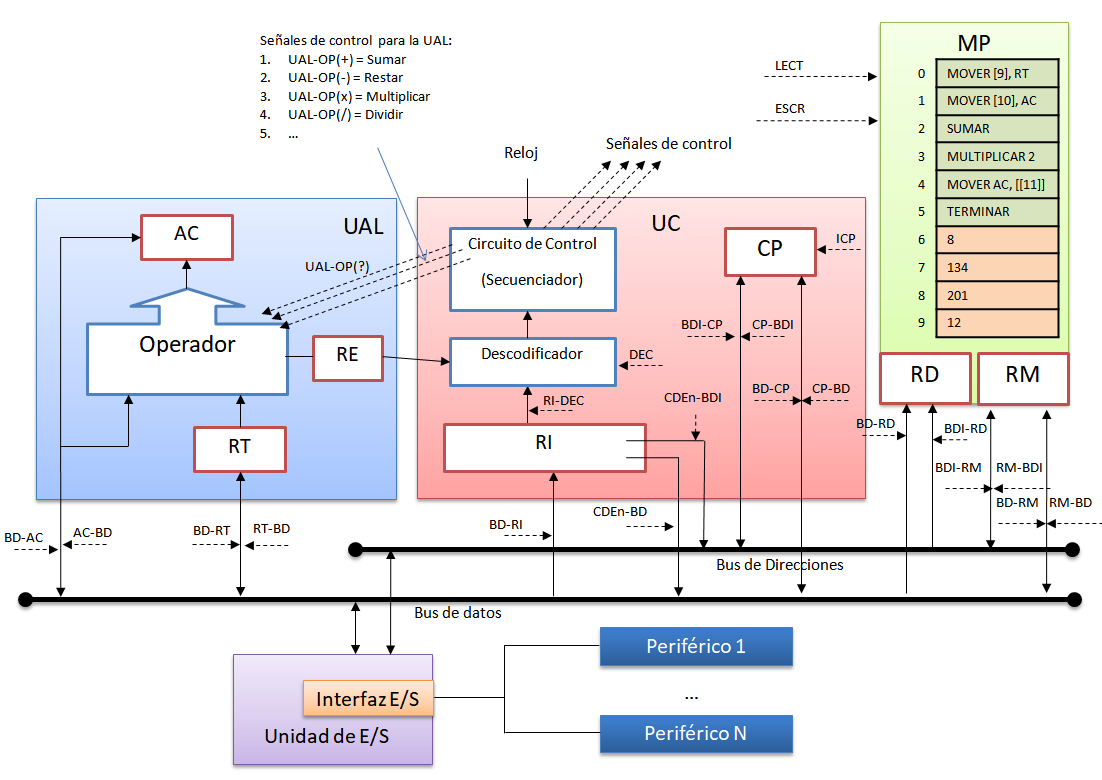 Señales de control para la UAL:
1. UAL-OP(+) = Sumar
2. UAL-OP(-) = Restar
3. UAL-OP(x) = Multiplicar
4. UAL-OP(/) = Dividir
5. ...
Reloj
Señales de control
LECT
ESCR
MP
0 MOVER [9], RT
1 MOVER [10], AC
2 SUMAR
3 MULTIPLICAR 2
4 MOVER AC, [[11]]
5 TERMINAR
6 8
7 134
8 201
9 12
RD
RM
UAL
AC
UAL-OP(?)
Operador
RE
RT
UC
Circuito de Control
(Secuenciador)
CP
ICP
Descodificador
DEC
RI-DEC
RI
BDI-CP
CP-BDI
BD-CP
CP-BD
CDEn-BDI
CDEn-BD
BD-RD
BDI-RD
BDI-RM
RM-BDI
BD-RM
RM-BD
BD-AC
AC-BD
BD-RT
RT-BD
BD-RI
Bus de Direcciones
Bus de datos
Interfaz E/S
Unidad de E/S
Periférico 1
...
Periférico N